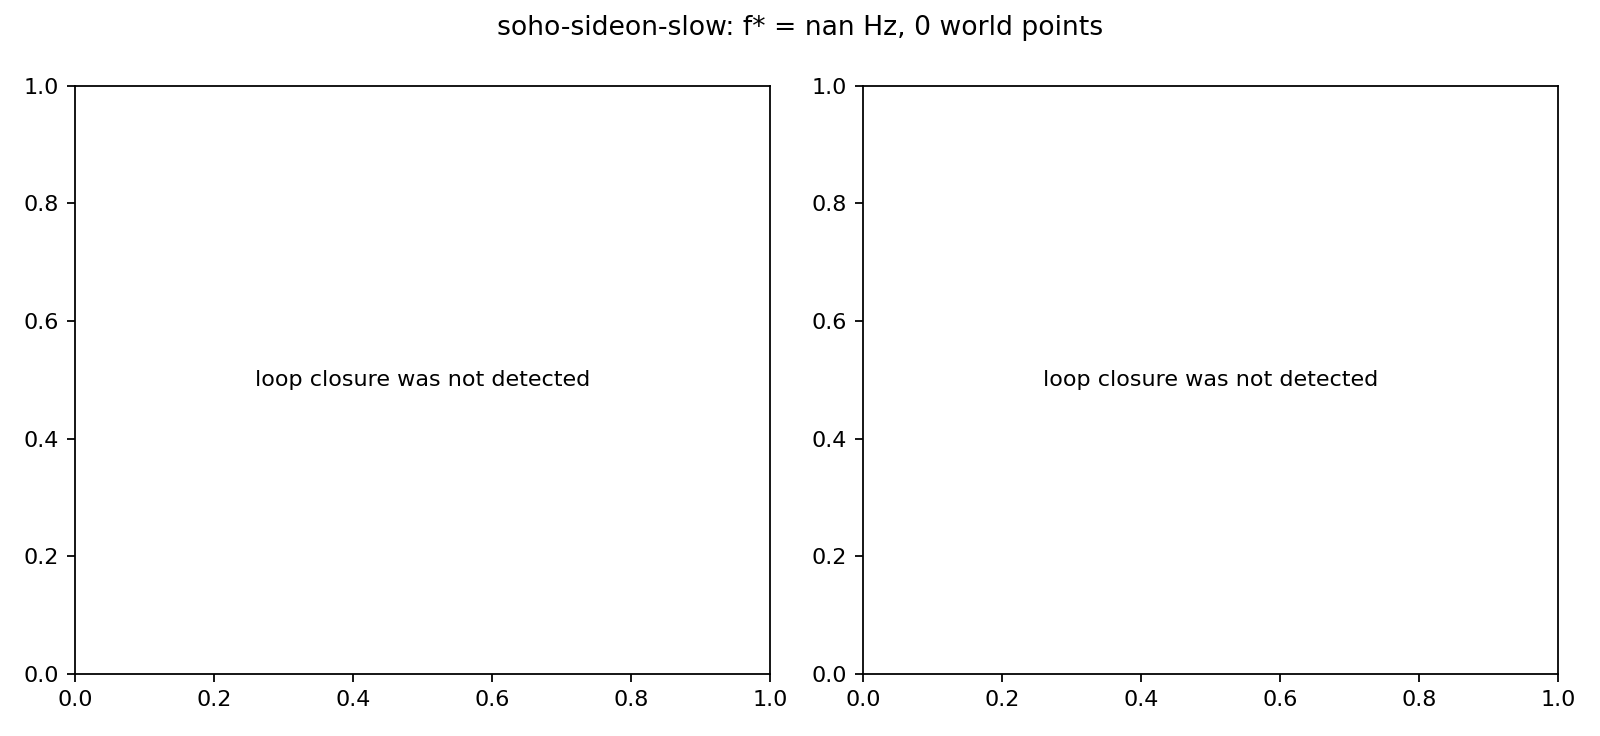 soho-sideon-slow: f* = nan Hz, 0 world points
1.0
0.8
0.6
0.4
0.2
0.0
loop closure was not detected
0.0 0.2 0.4 0.6 0.8 1.0
1.0
0.8
0.6
0.4
0.2
0.0
loop closure was not detected
0.0 0.2 0.4 0.6 0.8 1.0